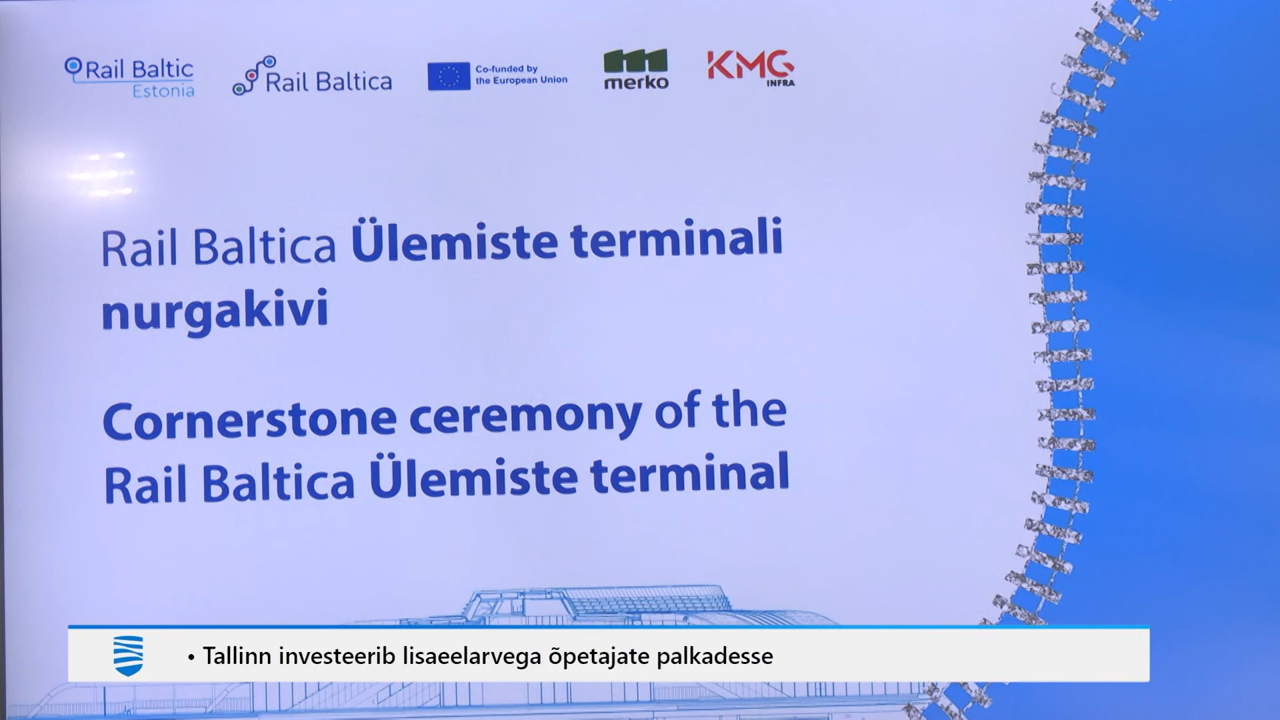 Rail Baltic
Estonia
Rail Baltica
Co-funded by
the European Union
merko
KMG
INFRA
Rail Baltica Ülemiste terminali
nurgakivi
Cornerstone ceremony of the
Rail Baltica Ülemiste terminal
• Tallinn investeerib lisaeelarvega õpetajate palkadesse